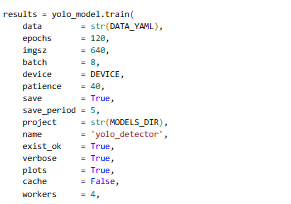 results = yolo_model.train(
    data        = str(DATA_YAML),
    epochs      = 120,
    imgsz       = 640,
    batch       = 8,
    device      = DEVICE,
    patience    = 40,
    save        = True,
    save_period = 5,
    project     = str(MODELS_DIR),
    name        = 'yolo_detector',
    exist_ok    = True,
    verbose     = True,
    plots       = True,
    cache       = False,
    workers     = 4,